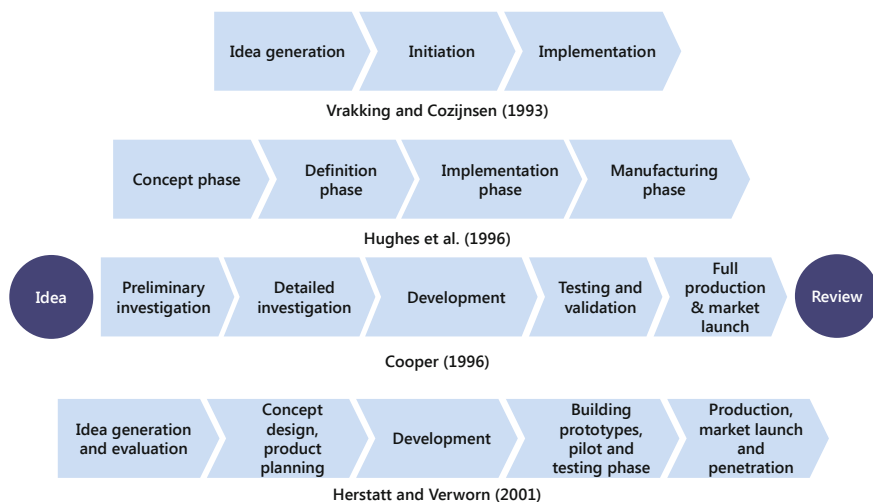 Idea generation
Initiation
Implementation
Vrakking and Cozijnsen (1993)
Concept phase
Definition
phase
Implementation
phase
Manufacturing
phase
Hughes et al. (1996)
Idea
Preliminary
investigation
Detailed
investigation
Development
Testing and
validation
Full
production
& market
launch
Review
Cooper (1996)
Idea generation
and evaluation
Concept
design,
product
planning
Development
Building
prototypes,
pilot and
testing phase
Production,
market launch
and
penetration
Herstatt and Verworn (2001)